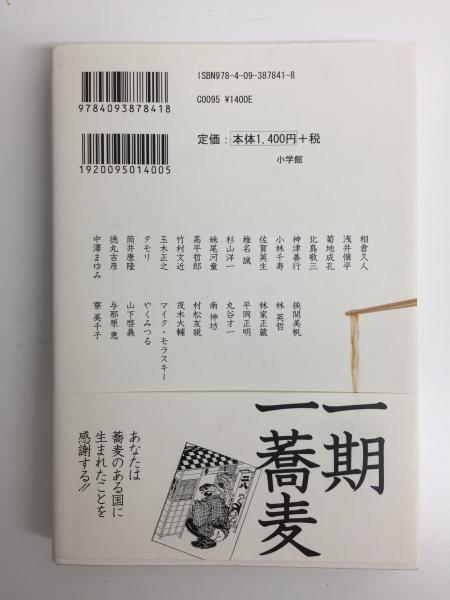 9784093878418
1920095014005
ISBN978-4-09-387841-8
C0095 ¥1400E
定価：本体1,400円+税
小学館
相倉久人
浅井愼平
菊地成孔
北島敬三
神津善行
小林千寿
佐賀英生
椎名 誠
杉山洋一
妹尾河童
高平哲郎
竹村文近
玉木正之
タモリ
筒井康隆
徳丸吉彦
中澤まゆみ
挾間美帆
林 英哲
林家正蔵
平岡正明
丸谷才一
南 伸坊
村松友視
茂木大輔
マイク・モラスキー
やくみつる
山下啓義
与那原 恵
寮 美千子
一期
一蕎麦
あなたは
蕎麦のある国に
生まれたことを
感謝する!!
二八